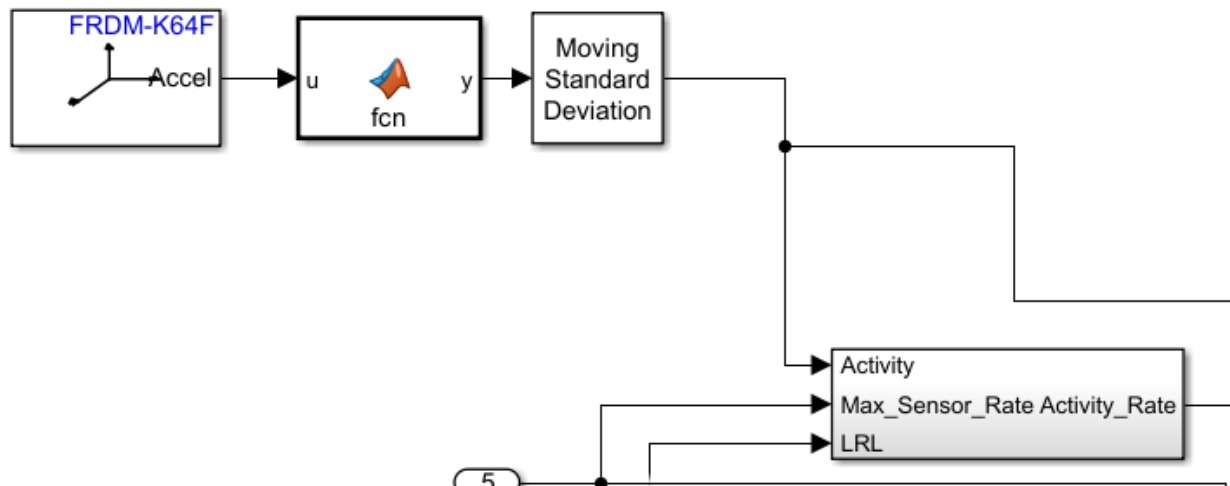 FRDM-K64F
Accel
u
y
fcn
Moving
Standard
Deviation
Activity
Max_Sensor_Rate Activity_Rate
LRL
5